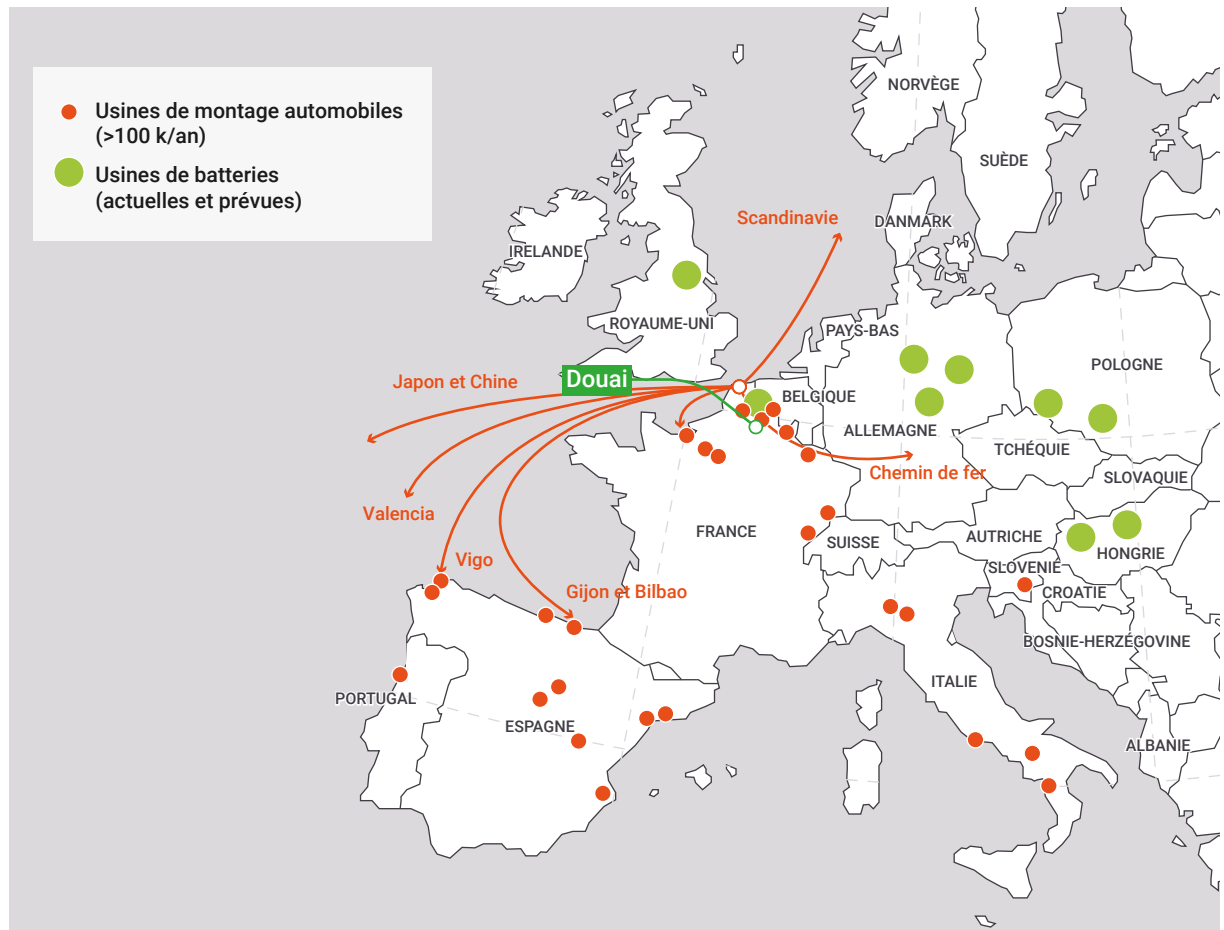 Usines de montage automobiles
(>100 k/an)
Usines de batteries
(actuelles et prévues)
NORVÈGE
SUÈDE
Scandinavie
DANMARK
IRELANDE
ROYAUME-UNI
PAYS-BAS
POLOGNE
Douai
Japon et Chine
BELGIQUE
ALLEMAGNE
TCHÉQUIE
Chemin de fer
SLOVAQUIE
Valencia
FRANCE
SUISSE
AUTRICHE
HONGRIE
Vigo
SLOVENIÉ
Gijon et Bilbao
CROATIE
BOSNIE-HERZÉGOVINE
ITALIE
PORTUGAL
ESPAGNE
ALBANIE